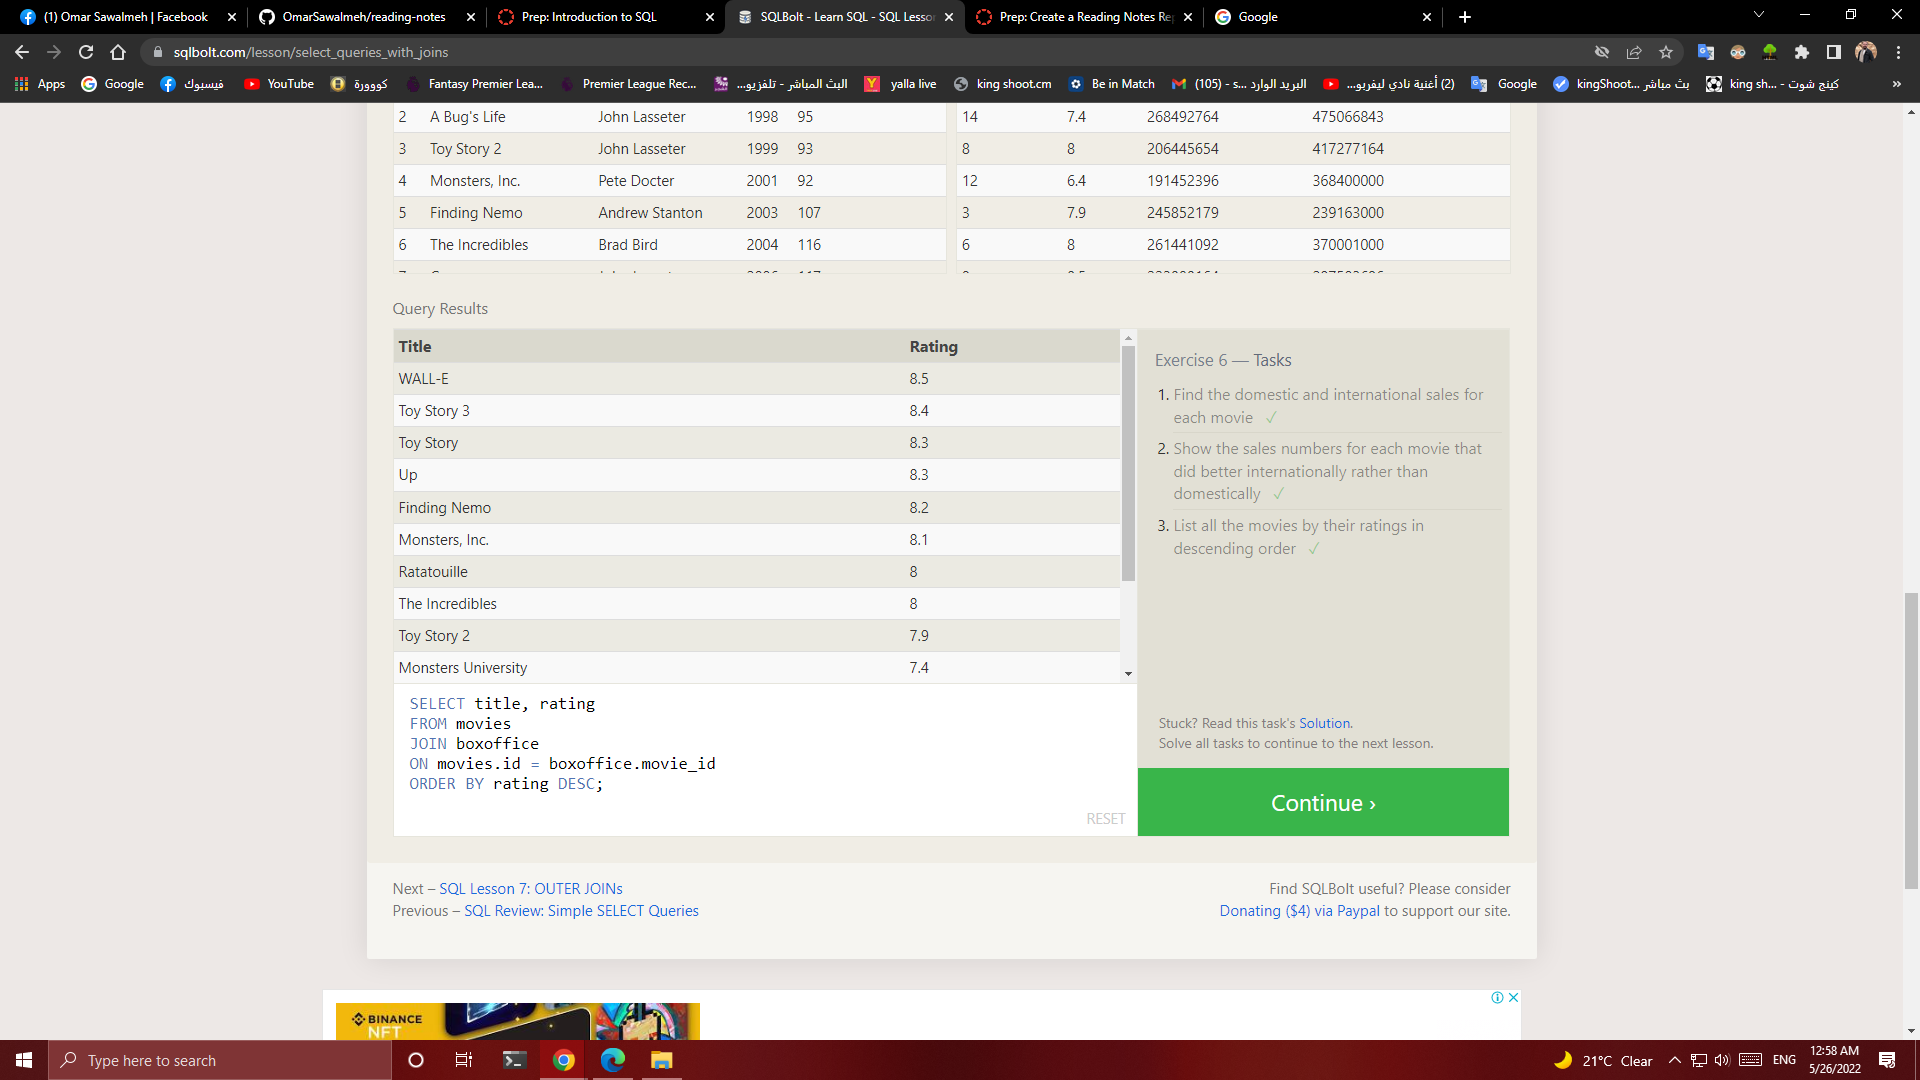 (1) Omar Sawalmeh | Facebook
OmarSawalmeh/reading-notes
Prep: Introduction to SQL
SQLBolt - Learn SQL - SQL Lesson
Prep: Create a Reading Notes Re
Google
sqlbolt.com/lesson/select_queries_with_joins
Apps
Google
فيسبوك
YouTube
كووورة
Fantasy Premier Lea...
Premier League Rec...
البث المباشر - تلفزيو...
yalla live
king shoot.cm
Be in Match
(105) - s... البريد الوارد
(2) أغنية نادي ليفربو...
Google
kingShoot... بث مباشر
king sh... - كينج شوت
2 A Bug's Life John Lasseter 1998 95 14 7.4 268492764 475066843
3 Toy Story 2 John Lasseter 1999 93 8 8 206445654 417277164
4 Monsters, Inc. Pete Docter 2001 92 12 6.4 191452396 368400000
5 Finding Nemo Andrew Stanton 2003 107 3 7.9 245852179 239163000
6 The Incredibles Brad Bird 2004 116 6 8 261441092 370001000
Query Results
Title Rating
WALL-E 8.5
Toy Story 3 8.4
Toy Story 8.3
Up 8.3
Finding Nemo 8.2
Monsters, Inc. 8.1
Ratatouille 8
The Incredibles 8
Toy Story 2 7.9
Monsters University 7.4
SELECT title, rating
FROM movies
JOIN boxoffice
ON movies.id = boxoffice.movie_id
ORDER BY rating DESC;
RESET
Exercise 6 — Tasks
1. Find the domestic and international sales for
each movie ✓
2. Show the sales numbers for each movie that
did better internationally rather than
domestically ✓
3. List all the movies by their ratings in
descending order ✓
Stuck? Read this task's Solution.
Solve all tasks to continue to the next lesson.
Continue ›
Next – SQL Lesson 7: OUTER JOINs
Previous – SQL Review: Simple SELECT Queries
Find SQLBolt useful? Please consider
Donating ($4) via Paypal to support our site.
BINANCE
NFT
Type here to search
21°C Clear
ENG
12:58 AM
5/26/2022